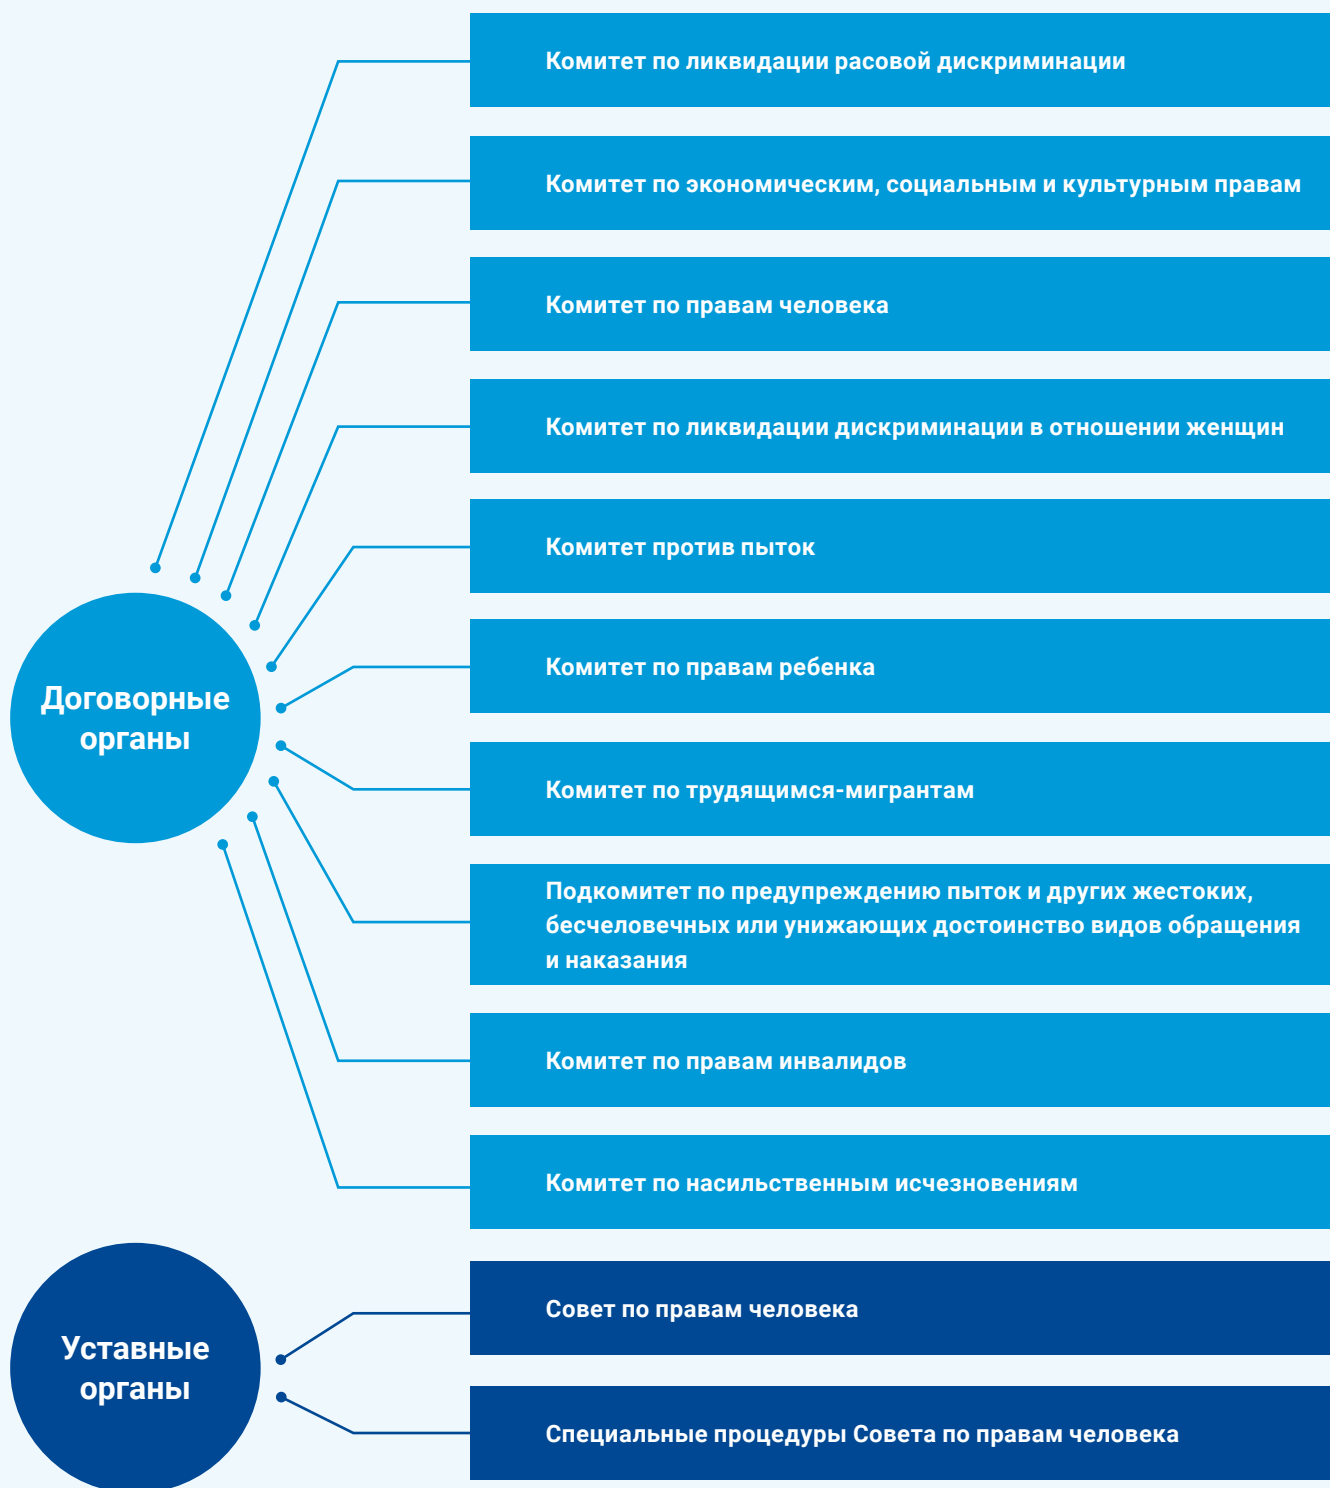 Комитет по ликвидации расовой дискриминации
Комитет по экономическим, социальным и культурным правам
Комитет по правам человека
Комитет по ликвидации дискриминации в отношении женщин
Комитет против пыток
Комитет по правам ребенка
Договорные
органы
Комитет по трудящимся-мигрантам
Подкомитет по предупреждению пыток и других жестоких,
бесчеловечных или унижающих достоинство видов обращения
и наказания
Комитет по правам инвалидов
Комитет по насильственным исчезновениям
Уставные
органы
Совет по правам человека
Специальные процедуры Совета по правам человека